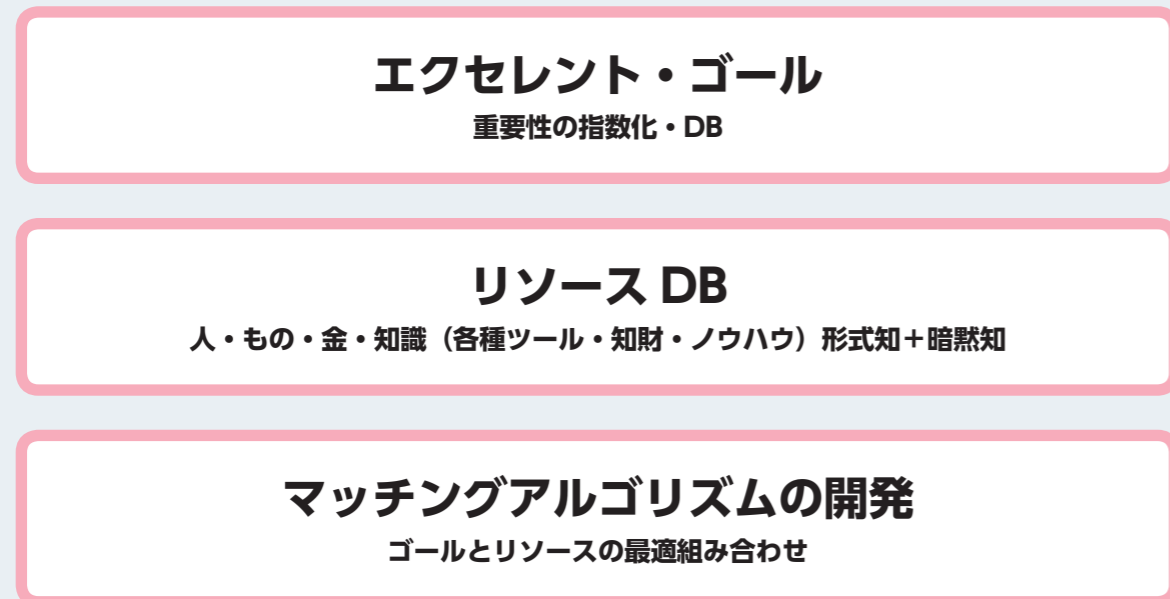 エクセレント・ゴール
重要性の指数化・DB
リソース DB
人・もの・金・知識（各種ツール・知財・ノウハウ）形式知＋暗黙知
マッチングアルゴリズムの開発
ゴールとリソースの最適組み合わせ